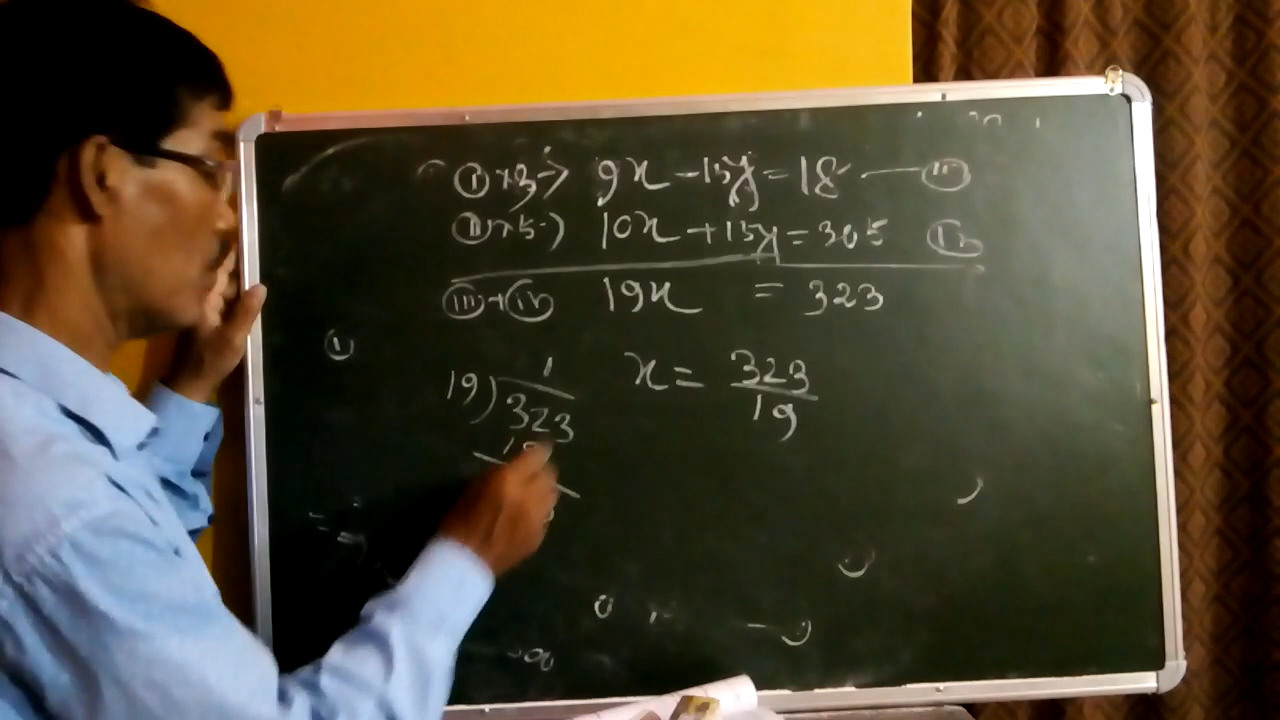 (i) × 3 → 9x − 15y = 18 — (iii)
(ii) × 5 → 10x + 15y = 305 (iv)
(iii) + (iv) 19x = 323
(i)
x = 323/19
1
19) 323